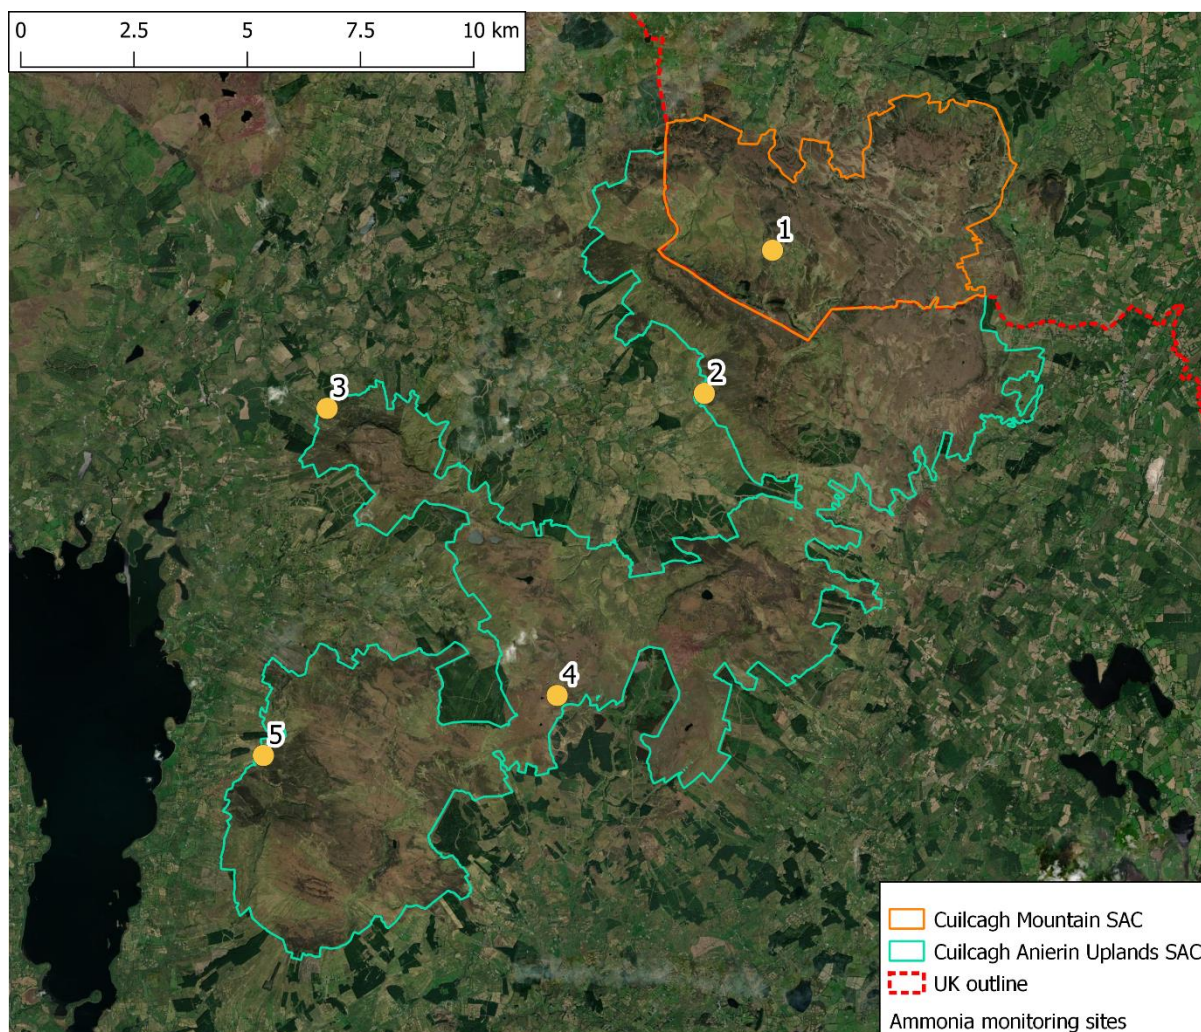 0 2.5 5 7.5 10 km
1
2
3
4
5
Cuilcagh Mountain SAC
Cuilcagh Anierin Uplands SAC
UK outline
Ammonia monitoring sites